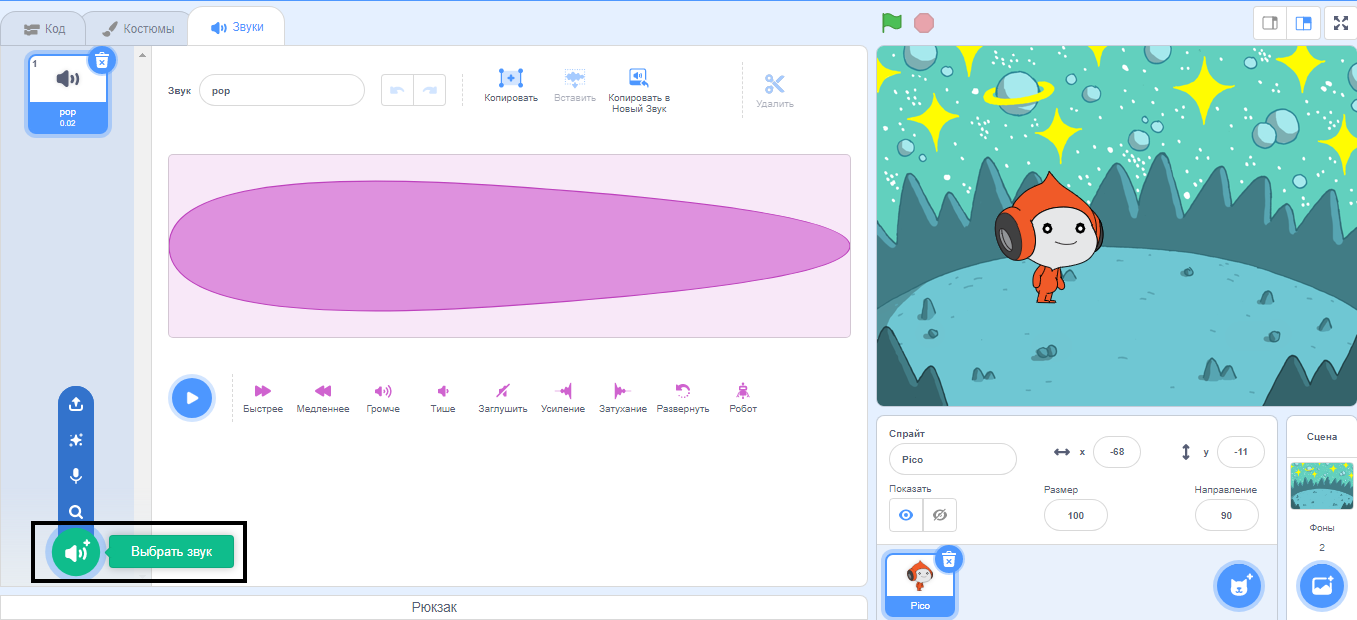 Код
Костюмы
Звуки
1
pop
0.02
Звук
pop
Копировать
Вставить
Копировать в
Новый Звук
Удалить
Быстрее
Медленнее
Громче
Тише
Заглушить
Усиление
Затухание
Развернуть
Робот
Выбрать звук
Рюкзак
Спрайт
Pico
x
-68
y
-11
Показать
Размер
100
Направление
90
Pico
Сцена
Фоны
2